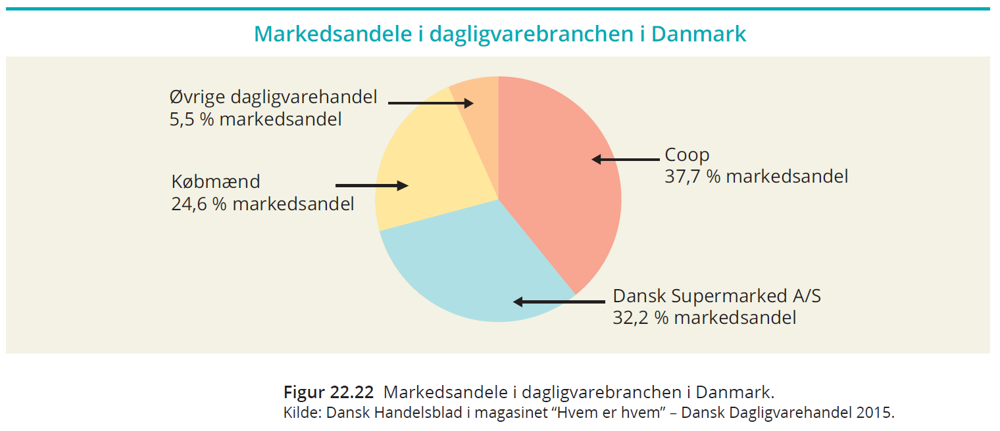 Markedsandele i dagligvarebranchen i Danmark
Øvrige dagligvarehandel
5,5 % markedsandel
Coop
37,7 % markedsandel
Købmænd
24,6 % markedsandel
Dansk Supermarked A/S
32,2 % markedsandel
Figur 22.22 Markedsandele i dagligvarebranchen i Danmark.
Kilde: Dansk Handelsblad i magasinet “Hvem er hvem” – Dansk Dagligvarehandel 2015.